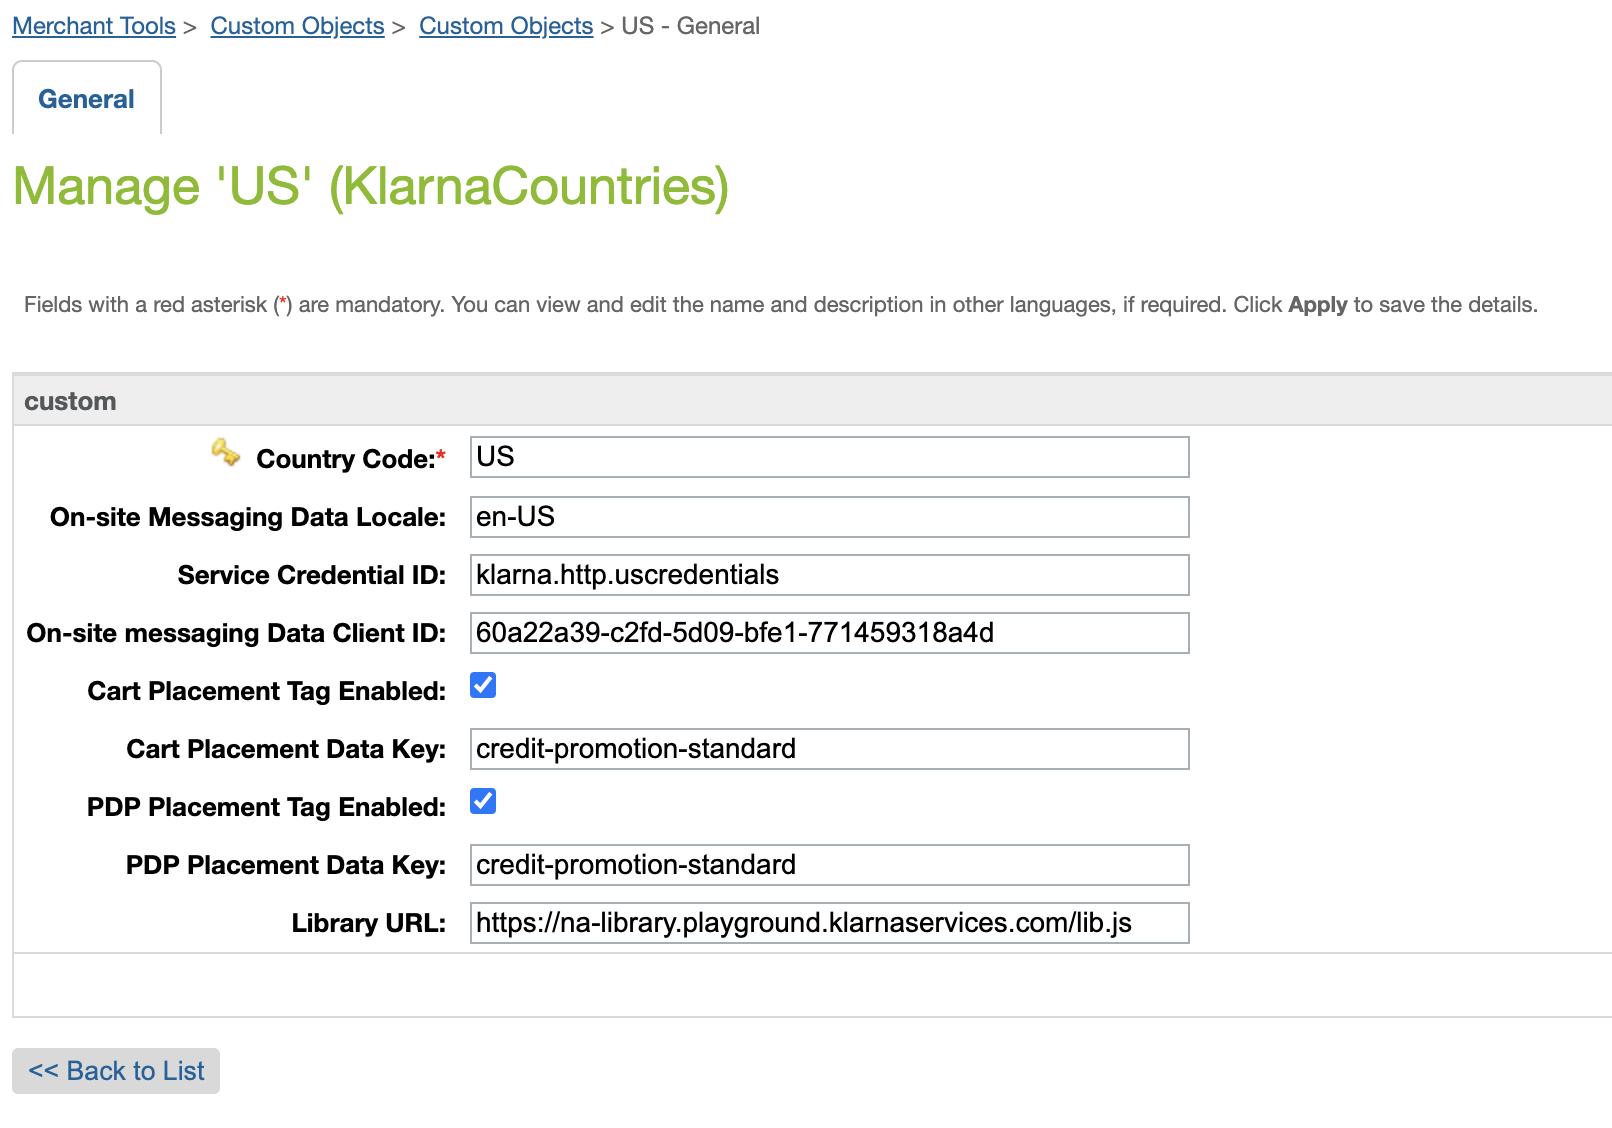 Merchant Tools > Custom Objects > Custom Objects > US - General
General
Manage 'US' (KlarnaCountries)
Fields with a red asterisk (*) are mandatory. You can view and edit the name and description in other languages, if required. Click Apply to save the details.
custom
Country Code:* US
On-site Messaging Data Locale: en-US
Service Credential ID: klarna.http.uscredentials
On-site messaging Data Client ID: 60a22a39-c2fd-5d09-bfe1-771459318a4d
Cart Placement Tag Enabled:
Cart Placement Data Key: credit-promotion-standard
PDP Placement Tag Enabled:
PDP Placement Data Key: credit-promotion-standard
Library URL: https://na-library.playground.klarnaservices.com/lib.js
<< Back to List